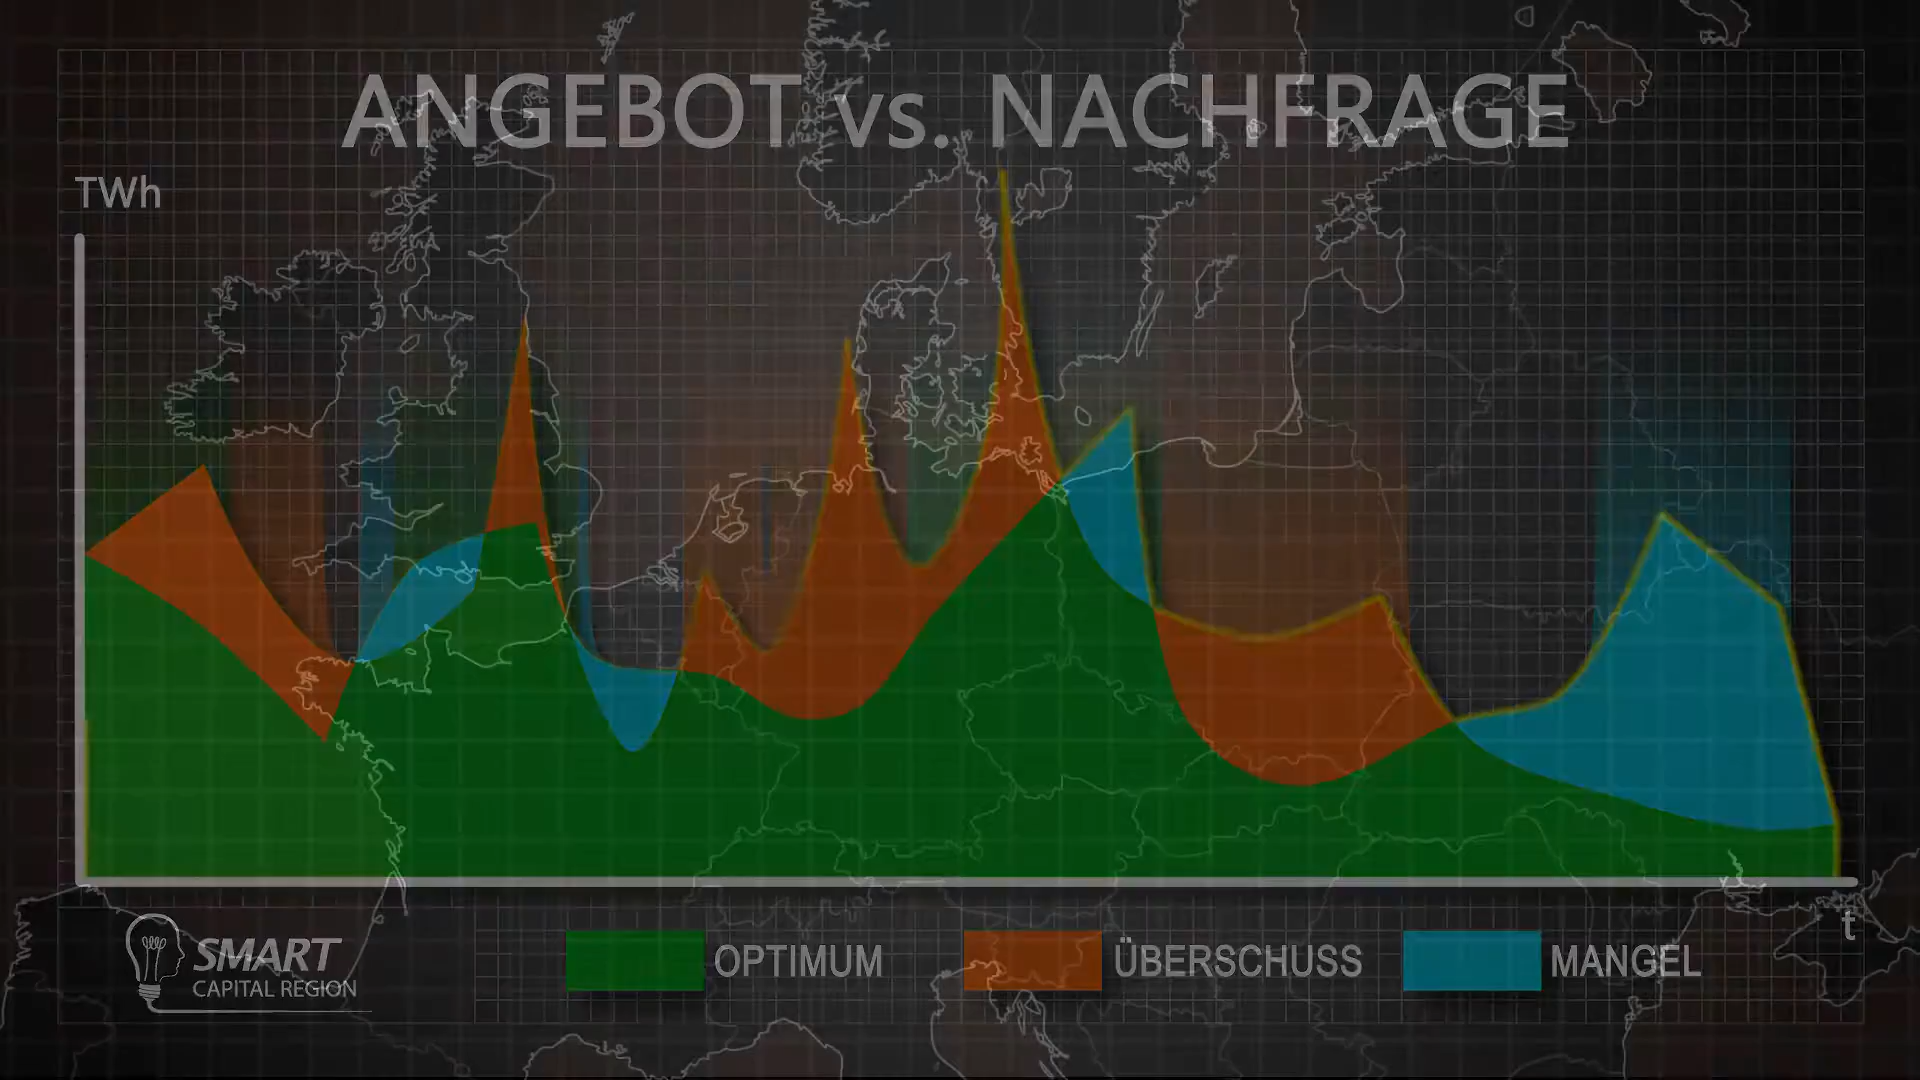 ANGEBOT vs. NACHFRAGE
TWh
t
SMART
CAPITAL REGION
OPTIMUM
ÜBERSCHUSS
MANGEL